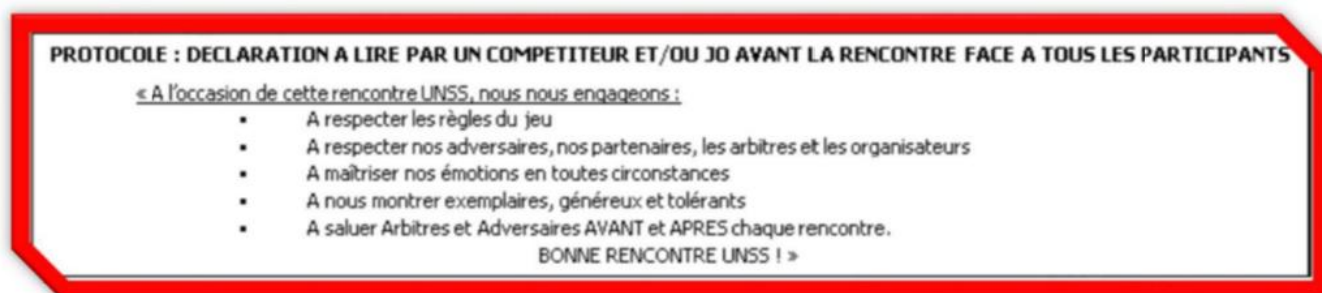 PROTOCOLE : DECLARATION A LIRE PAR UN COMPETITEUR ET/OU JO AVANT LA RENCONTRE FACE A TOUS LES PARTICIPANTS
« A l'occasion de cette rencontre UNSS, nous nous engageons :
▪ A respecter les règles du jeu
▪ A respecter nos adversaires, nos partenaires, les arbitres et les organisateurs
▪ A maîtriser nos émotions en toutes circonstances
▪ A nous montrer exemplaires, généreux et tolérants
▪ A saluer Arbitres et Adversaires AVANT et APRES chaque rencontre.
BONNE RENCONTRE UNSS ! »